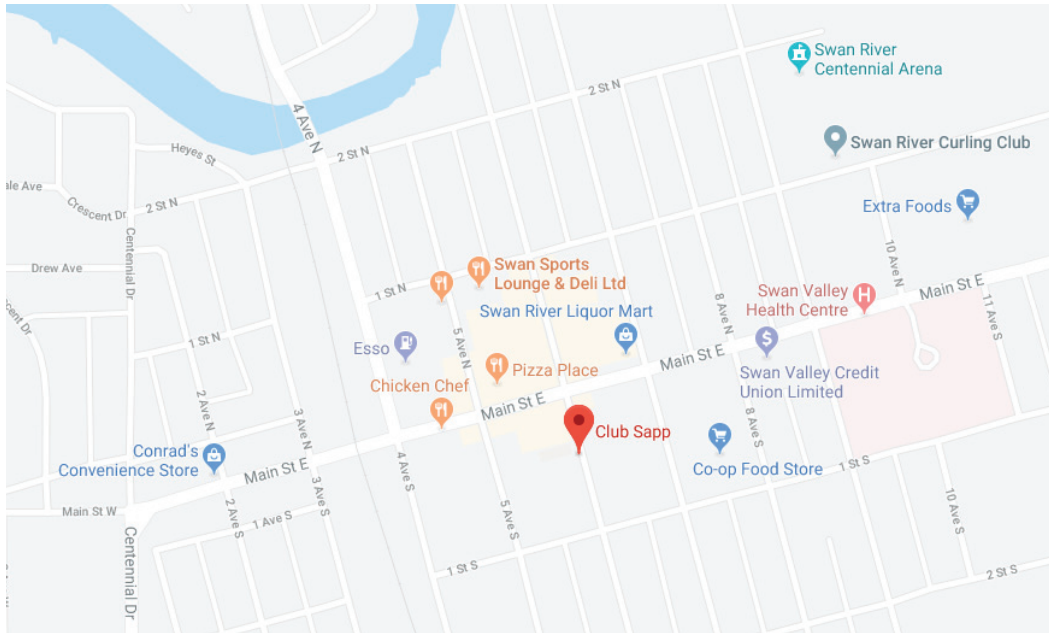 Swan River
Centennial Arena
2 St N
4 Ave N
Swan River Curling Club
Heyes St
2 St N
ale Ave
Crescent Dr
2 St N
Extra Foods
Centennial Dr
10 Ave N
Drew Ave
Swan Sports
Lounge & Deli Ltd
1 St N
Swan Valley
Health Centre
Main St E
11 Ave S
8 Ave N
Swan River Liquor Mart
scent Dr
1 St N
5 Ave N
Esso
Main St E
Pizza Place
Swan Valley Credit
Union Limited
Chicken Chef
Main St E
2 Ave N
3 Ave N
8 Ave S
Club Sapp
Conrad's
Convenience Store
Main St E
4 Ave S
Co-op Food Store
1 St S
3 Ave S
10 Ave S
Main St W
2 Ave S
1 Ave S
5 Ave S
Centennial Dr
1 St S
2 St S